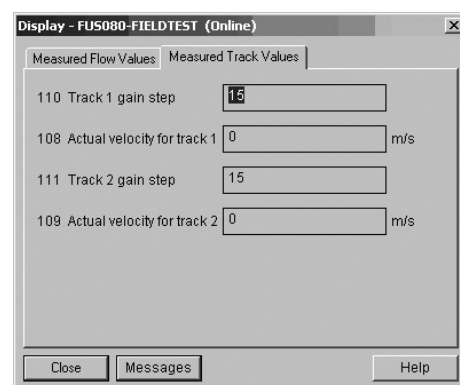 Display - FUS080-FIELDTEST (Online)
Measured Flow Values Measured Track Values
110 Track 1 gain step 15
108 Actual velocity for track 1 0 m/s
111 Track 2 gain step 15
109 Actual velocity for track 2 0 m/s
Close Messages Help